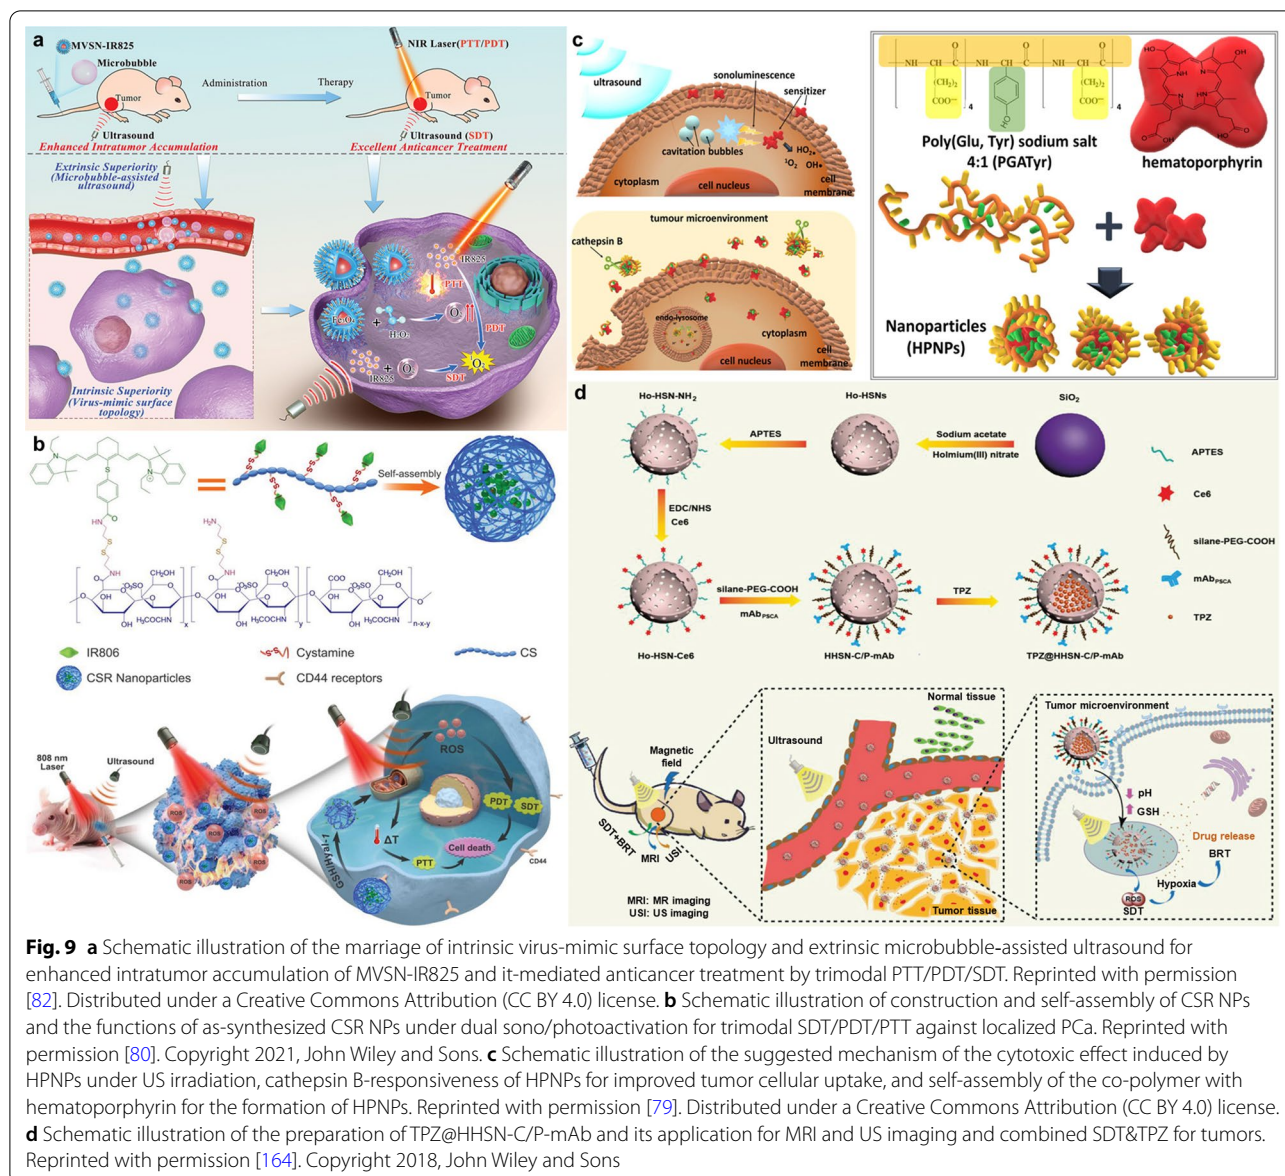 a
MVSN-IR825
Microbubble
Tumor
Ultrasound
Enhanced Intratumor Accumulation
Administration
Therapy
NIR Laser(PTT/PDT)
Tumor
Ultrasound (SDT)
Excellent Anticancer Treatment
Extrinsic Superiority
(Microbubble-assisted
ultrasound)
Intrinsic Superiority
(Virus-mimic surface
topology)
IR825
PTT
+
H₂O₂
O₂
PDT
IR825
+
O₂
SDT
b
=
Self-assembly
x
y
n-x-y
IR806
Cystamine
CS
CSR Nanoparticles
CD44 receptors
808 nm
Laser
Ultrasound
ROS
ROS
ROS
PDT
SDT
ΔT
PTT
Cell death
GSH/Hyal-1
CD44
c
ultrasound
sonoluminescence
sensitizer
cavitation bubbles
HO₂•
¹O₂
OH•
cytoplasm
cell nucleus
cell
membrane
tumour microenvironment
cathepsin B
endo-lysosome
cytoplasm
cell nucleus
cell
membrane
Poly(Glu, Tyr) sodium salt
4:1 (PGATyr)
hematoporphyrin
+
Nanoparticles
(HPNPs)
d
Ho-HSN-NH₂
Ho-HSNs
SiO₂
APTES
Sodium acetate
Holmium(III) nitrate
EDC/NHS
Ce6
silane-PEG-COOH
mAbPSCA
TPZ
Ho-HSN-Ce6
HHSN-C/P-mAb
TPZ@HHSN-C/P-mAb
APTES
Ce6
silane-PEG-COOH
mAbPSCA
TPZ
Magnetic
field
SDT+BRT
MRI
USI
MRI: MR imaging
USI: US imaging
Ultrasound
Normal tissue
Tumor tissue
Tumor microenvironment
pH
GSH
Drug release
BRT
Hypoxia
ROS
SDT
Fig. 9 a Schematic illustration of the marriage of intrinsic virus-mimic surface topology and extrinsic microbubble-assisted ultrasound for
enhanced intratumor accumulation of MVSN-IR825 and it-mediated anticancer treatment by trimodal PTT/PDT/SDT. Reprinted with permission
[82]. Distributed under a Creative Commons Attribution (CC BY 4.0) license. b Schematic illustration of construction and self-assembly of CSR NPs
and the functions of as-synthesized CSR NPs under dual sono/photoactivation for trimodal SDT/PDT/PTT against localized PCa. Reprinted with
permission [80]. Copyright 2021, John Wiley and Sons. c Schematic illustration of the suggested mechanism of the cytotoxic effect induced by
HPNPs under US irradiation, cathepsin B-responsiveness of HPNPs for improved tumor cellular uptake, and self-assembly of the co-polymer with
hematoporphyrin for the formation of HPNPs. Reprinted with permission [79]. Distributed under a Creative Commons Attribution (CC BY 4.0) license.
d Schematic illustration of the preparation of TPZ@HHSN-C/P-mAb and its application for MRI and US imaging and combined SDT&TPZ for tumors.
Reprinted with permission [164]. Copyright 2018, John Wiley and Sons